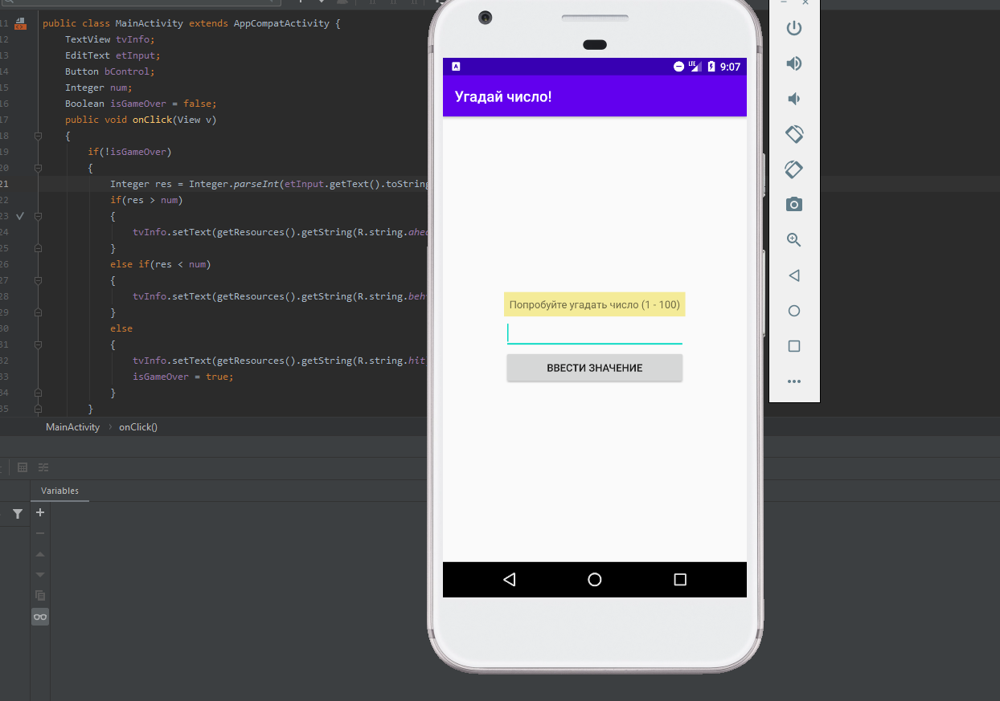 11 public class MainActivity extends AppCompatActivity {
12 TextView tvInfo;
13 EditText etInput;
14 Button bControl;
15 Integer num;
16 Boolean isGameOver = false;
17 public void onClick(View v)
18 {
19 if(!isGameOver)
20 {
21 Integer res = Integer.parseInt(etInput.getText().toString
22 if(res > num)
23 {
24 tvInfo.setText(getResources().getString(R.string.ahe
25 }
26 else if(res < num)
27 {
28 tvInfo.setText(getResources().getString(R.string.beh
29 }
30 else
31 {
32 tvInfo.setText(getResources().getString(R.string.hit
33 isGameOver = true;
34 }
35 }
MainActivity › onClick()
Variables
A LTE 9:07
Угадай число!
Попробуйте угадать число (1 - 100)
ВВЕСТИ ЗНАЧЕНИЕ